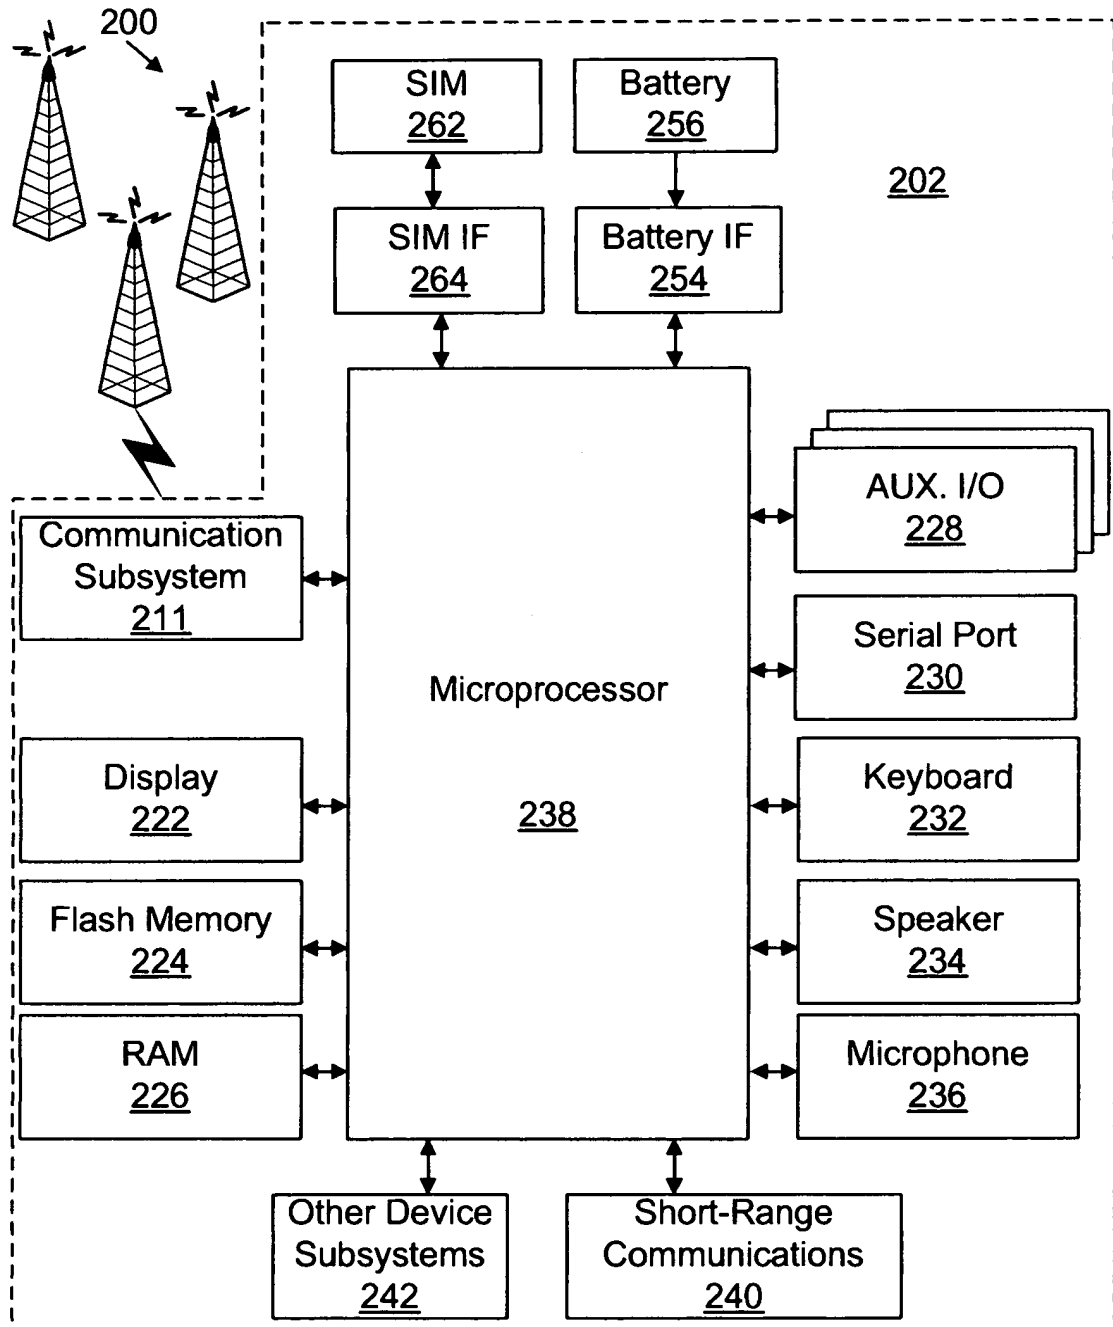 200
SIM
262
Battery
256
202
SIM IF
264
Battery IF
254
AUX. I/O
228
Communication
Subsystem
211
Serial Port
230
Microprocessor
238
Display
222
Keyboard
232
Flash Memory
224
Speaker
234
RAM
226
Microphone
236
Other Device
Subsystems
242
Short-Range
Communications
240